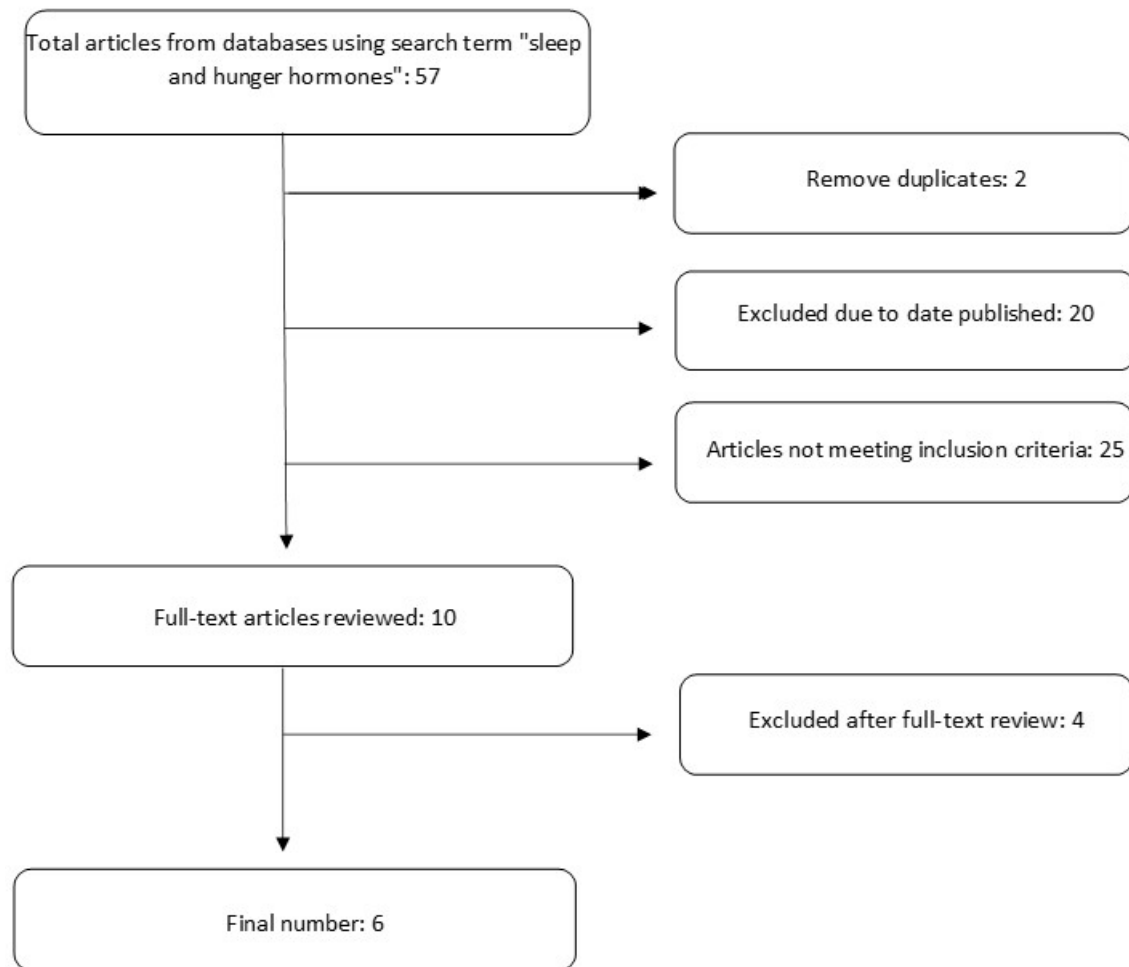 Total articles from databases using search term "sleep
and hunger hormones": 57
Remove duplicates: 2
Excluded due to date published: 20
Articles not meeting inclusion criteria: 25
Full-text articles reviewed: 10
Excluded after full-text review: 4
Final number: 6